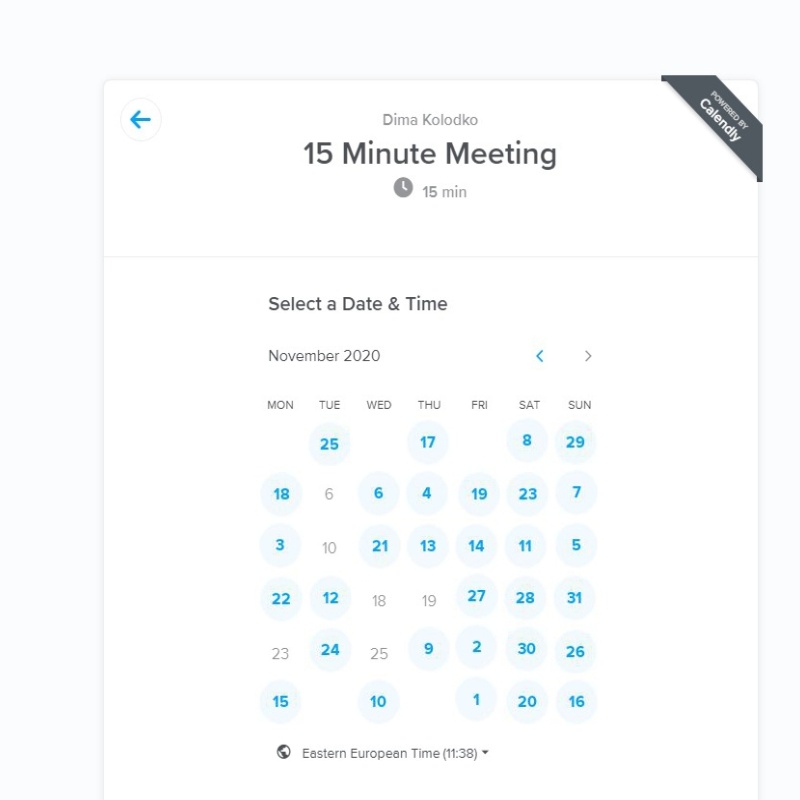 POWERED BY
Calendly
Dima Kolodko
15 Minute Meeting
15 min
Select a Date & Time
November 2020
MON TUE WED THU FRI SAT SUN
25 17 8 29
18 6 6 4 19 23 7
3 10 21 13 14 11 5
22 12 18 19 27 28 31
23 24 25 9 2 30 26
15 10 1 20 16
Eastern European Time (11:38)